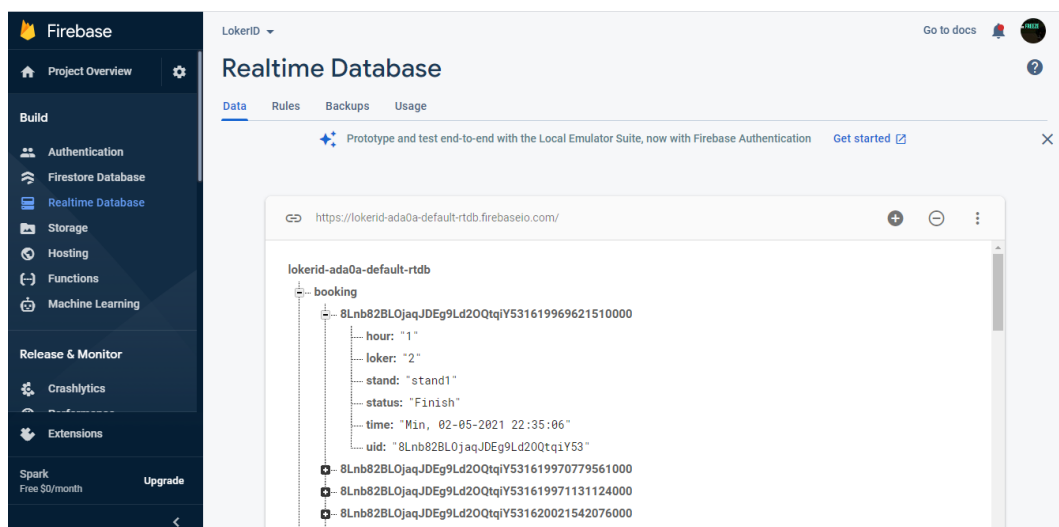 Firebase
Project Overview
Build
Authentication
Firestore Database
Realtime Database
Storage
Hosting
Functions
Machine Learning
Release & Monitor
Crashlytics
Extensions
Spark
Free $0/month
Upgrade
LokerID
Go to docs
Realtime Database
Data Rules Backups Usage
Prototype and test end-to-end with the Local Emulator Suite, now with Firebase Authentication Get started
https://lokerid-ada0a-default-rtdb.firebaseio.com/
lokerid-ada0a-default-rtdb
booking
8Lnb82BLOjaqJDEg9Ld2OQtqiY531619969621510000
hour: "1"
loker: "2"
stand: "stand1"
status: "Finish"
time: "Min, 02-05-2021 22:35:06"
uid: "8Lnb82BLOjaqJDEg9Ld2OQtqiY53"
8Lnb82BLOjaqJDEg9Ld2OQtqiY531619970779561000
8Lnb82BLOjaqJDEg9Ld2OQtqiY531619971131124000
8Lnb82BLOjaqJDEg9Ld2OQtqiY531620021542076000